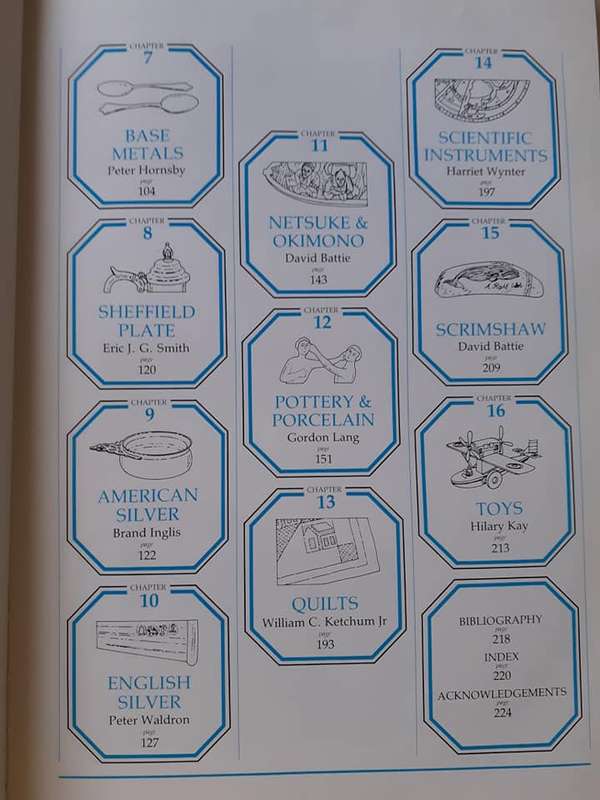 CHAPTER
7
BASE
METALS
Peter Hornsby
page
104
CHAPTER
8
SHEFFIELD
PLATE
Eric J. G. Smith
page
120
CHAPTER
9
AMERICAN
SILVER
Brand Inglis
page
122
CHAPTER
10
ENGLISH
SILVER
Peter Waldron
page
127
CHAPTER
11
NETSUKE &
OKIMONO
David Battie
page
143
CHAPTER
12
POTTERY &
PORCELAIN
Gordon Lang
page
151
CHAPTER
13
QUILTS
William C. Ketchum Jr
page
193
CHAPTER
14
SCIENTIFIC
INSTRUMENTS
Harriet Wynter
page
197
CHAPTER
15
SCRIMSHAW
David Battie
page
209
CHAPTER
16
TOYS
Hilary Kay
page
213
BIBLIOGRAPHY
page
218
INDEX
page
220
ACKNOWLEDGEMENTS
page
224